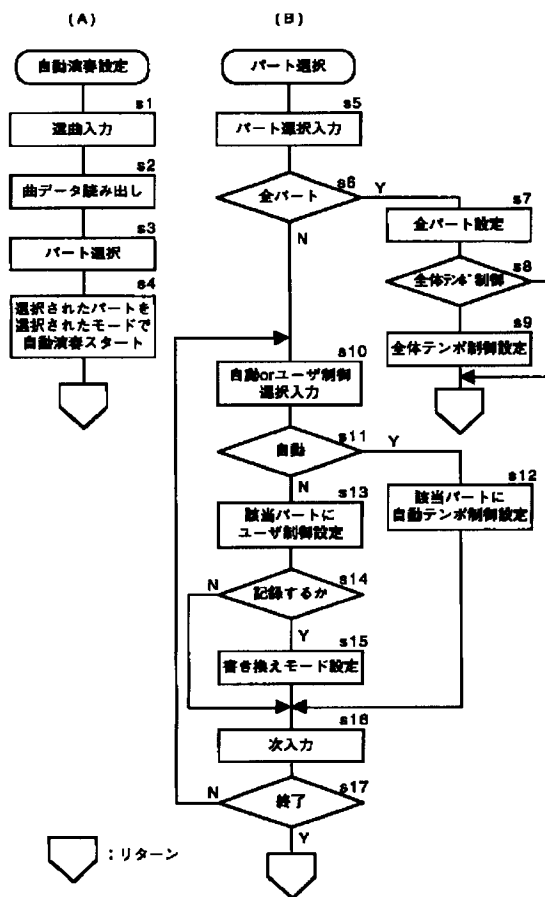 (A)
自動演奏設定
s1
選曲入力
s2
曲データ読み出し
s3
パート選択
s4
選択されたパートを
選択されたモードで
自動演奏スタート
(B)
パート選択
s5
パート選択入力
s6
全パート
Y
N
s7
全パート設定
s8
全体テンポ制御
s9
全体テンポ制御設定
s10
自動orユーザ制御
選択入力
s11
自動
Y
N
s12
該当パートに
自動テンポ制御設定
s13
該当パートに
ユーザ制御設定
s14
記録するか
N
Y
s15
書き換えモード設定
s16
次入力
s17
終了
N
Y
:リターン